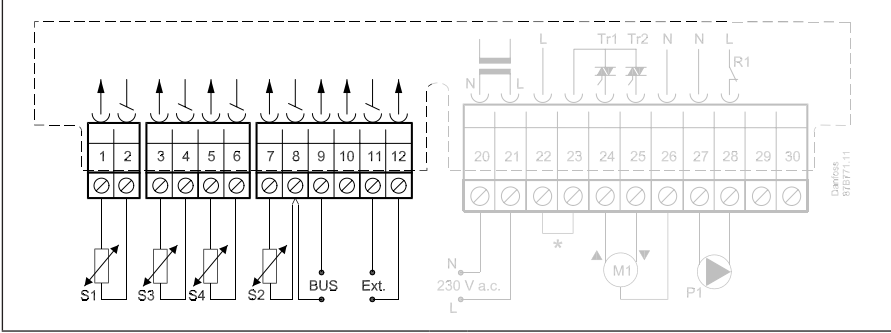 L Tr1 Tr2 N N L
R1
N L
1 2 3 4 5 6 7 8 9 10 11 12 20 21 22 23 24 25 26 27 28 29 30
Danfoss
87B771.11
*
N
S1 S3 S4 S2 BUS Ext. 230 V a.c. M1 P1
L